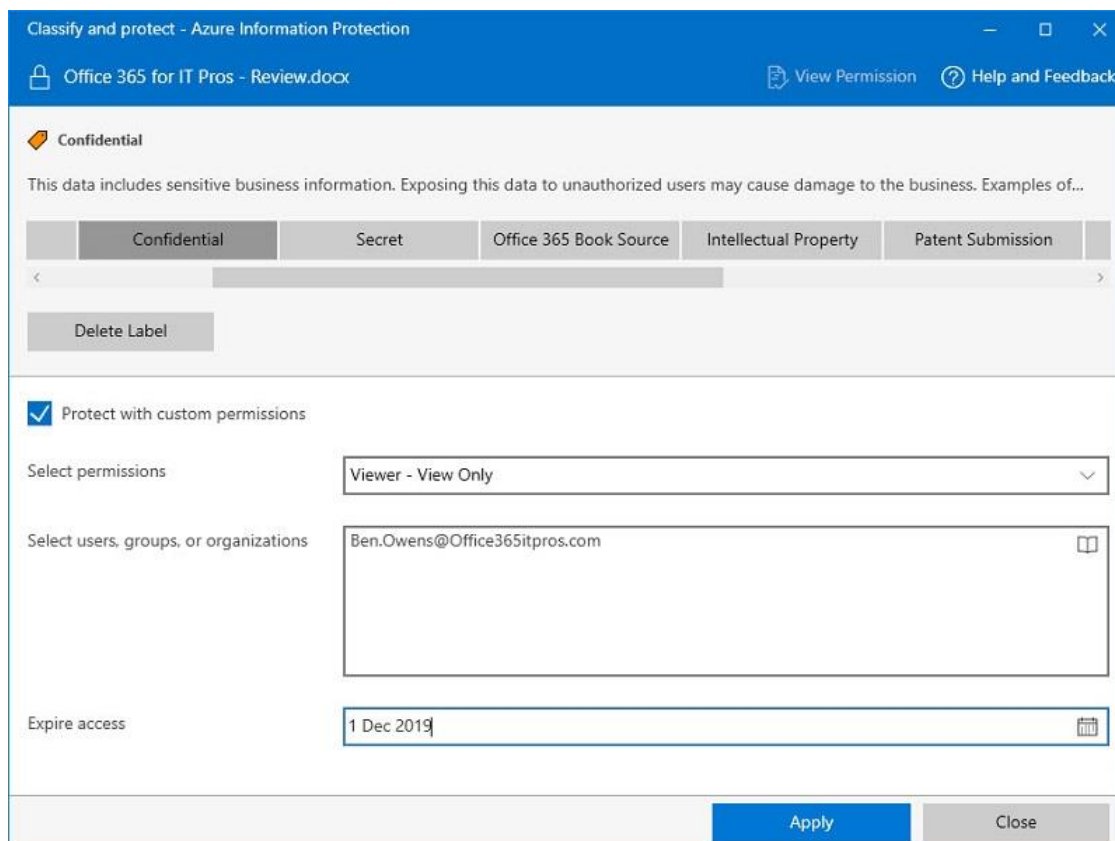 Classify and protect - Azure Information Protection
Office 365 for IT Pros - Review.docx
View Permission
Help and Feedback
Confidential
This data includes sensitive business information. Exposing this data to unauthorized users may cause damage to the business. Examples of...
Confidential
Secret
Office 365 Book Source
Intellectual Property
Patent Submission
Delete Label
Protect with custom permissions
Select permissions
Viewer - View Only
Select users, groups, or organizations
Ben.Owens@Office365itpros.com
Expire access
1 Dec 2019
Apply
Close